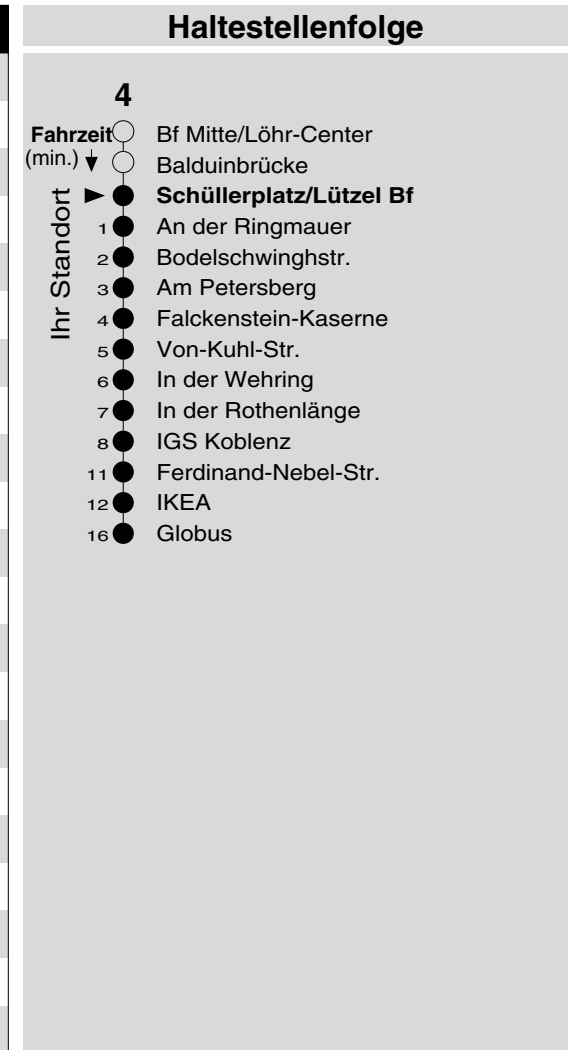 Haltestellenfolge
4
Fahrzeit
(min.)
Ihr Standort
Bf Mitte/Löhr-Center
Balduinbrücke
Schüllerplatz/Lützel Bf
1 An der Ringmauer
2 Bodelschwinghstr.
3 Am Petersberg
4 Falckenstein-Kaserne
5 Von-Kuhl-Str.
6 In der Wehring
7 In der Rothenlänge
8 IGS Koblenz
11 Ferdinand-Nebel-Str.
12 IKEA
16 Globus